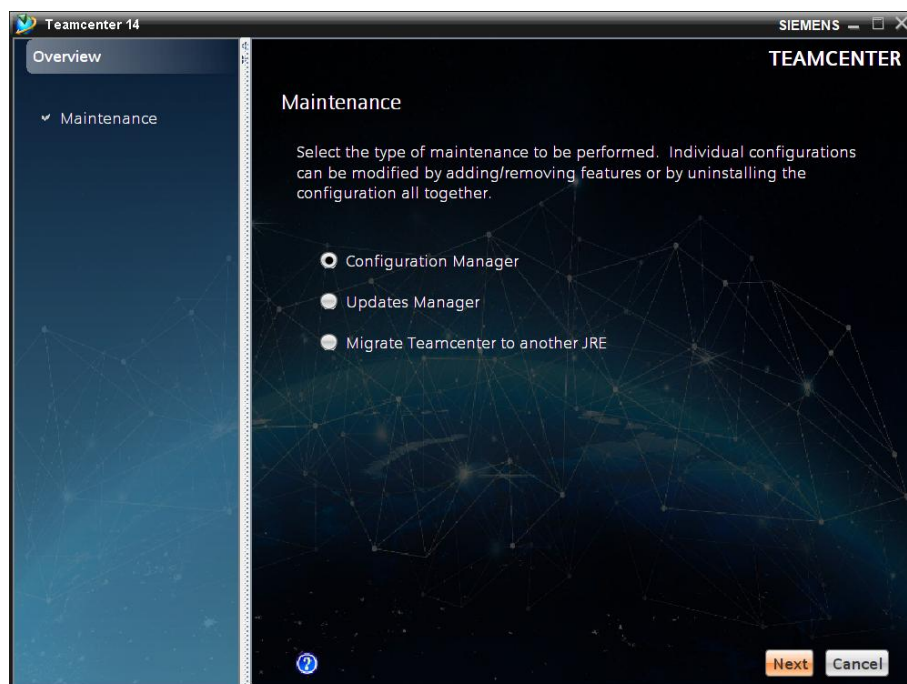 Teamcenter 14
SIEMENS
Overview
TEAMCENTER
Maintenance
Maintenance
Select the type of maintenance to be performed.  Individual configurations
can be modified by adding/removing features or by uninstalling the
configuration all together.
Configuration Manager
Updates Manager
Migrate Teamcenter to another JRE
?
Next
Cancel